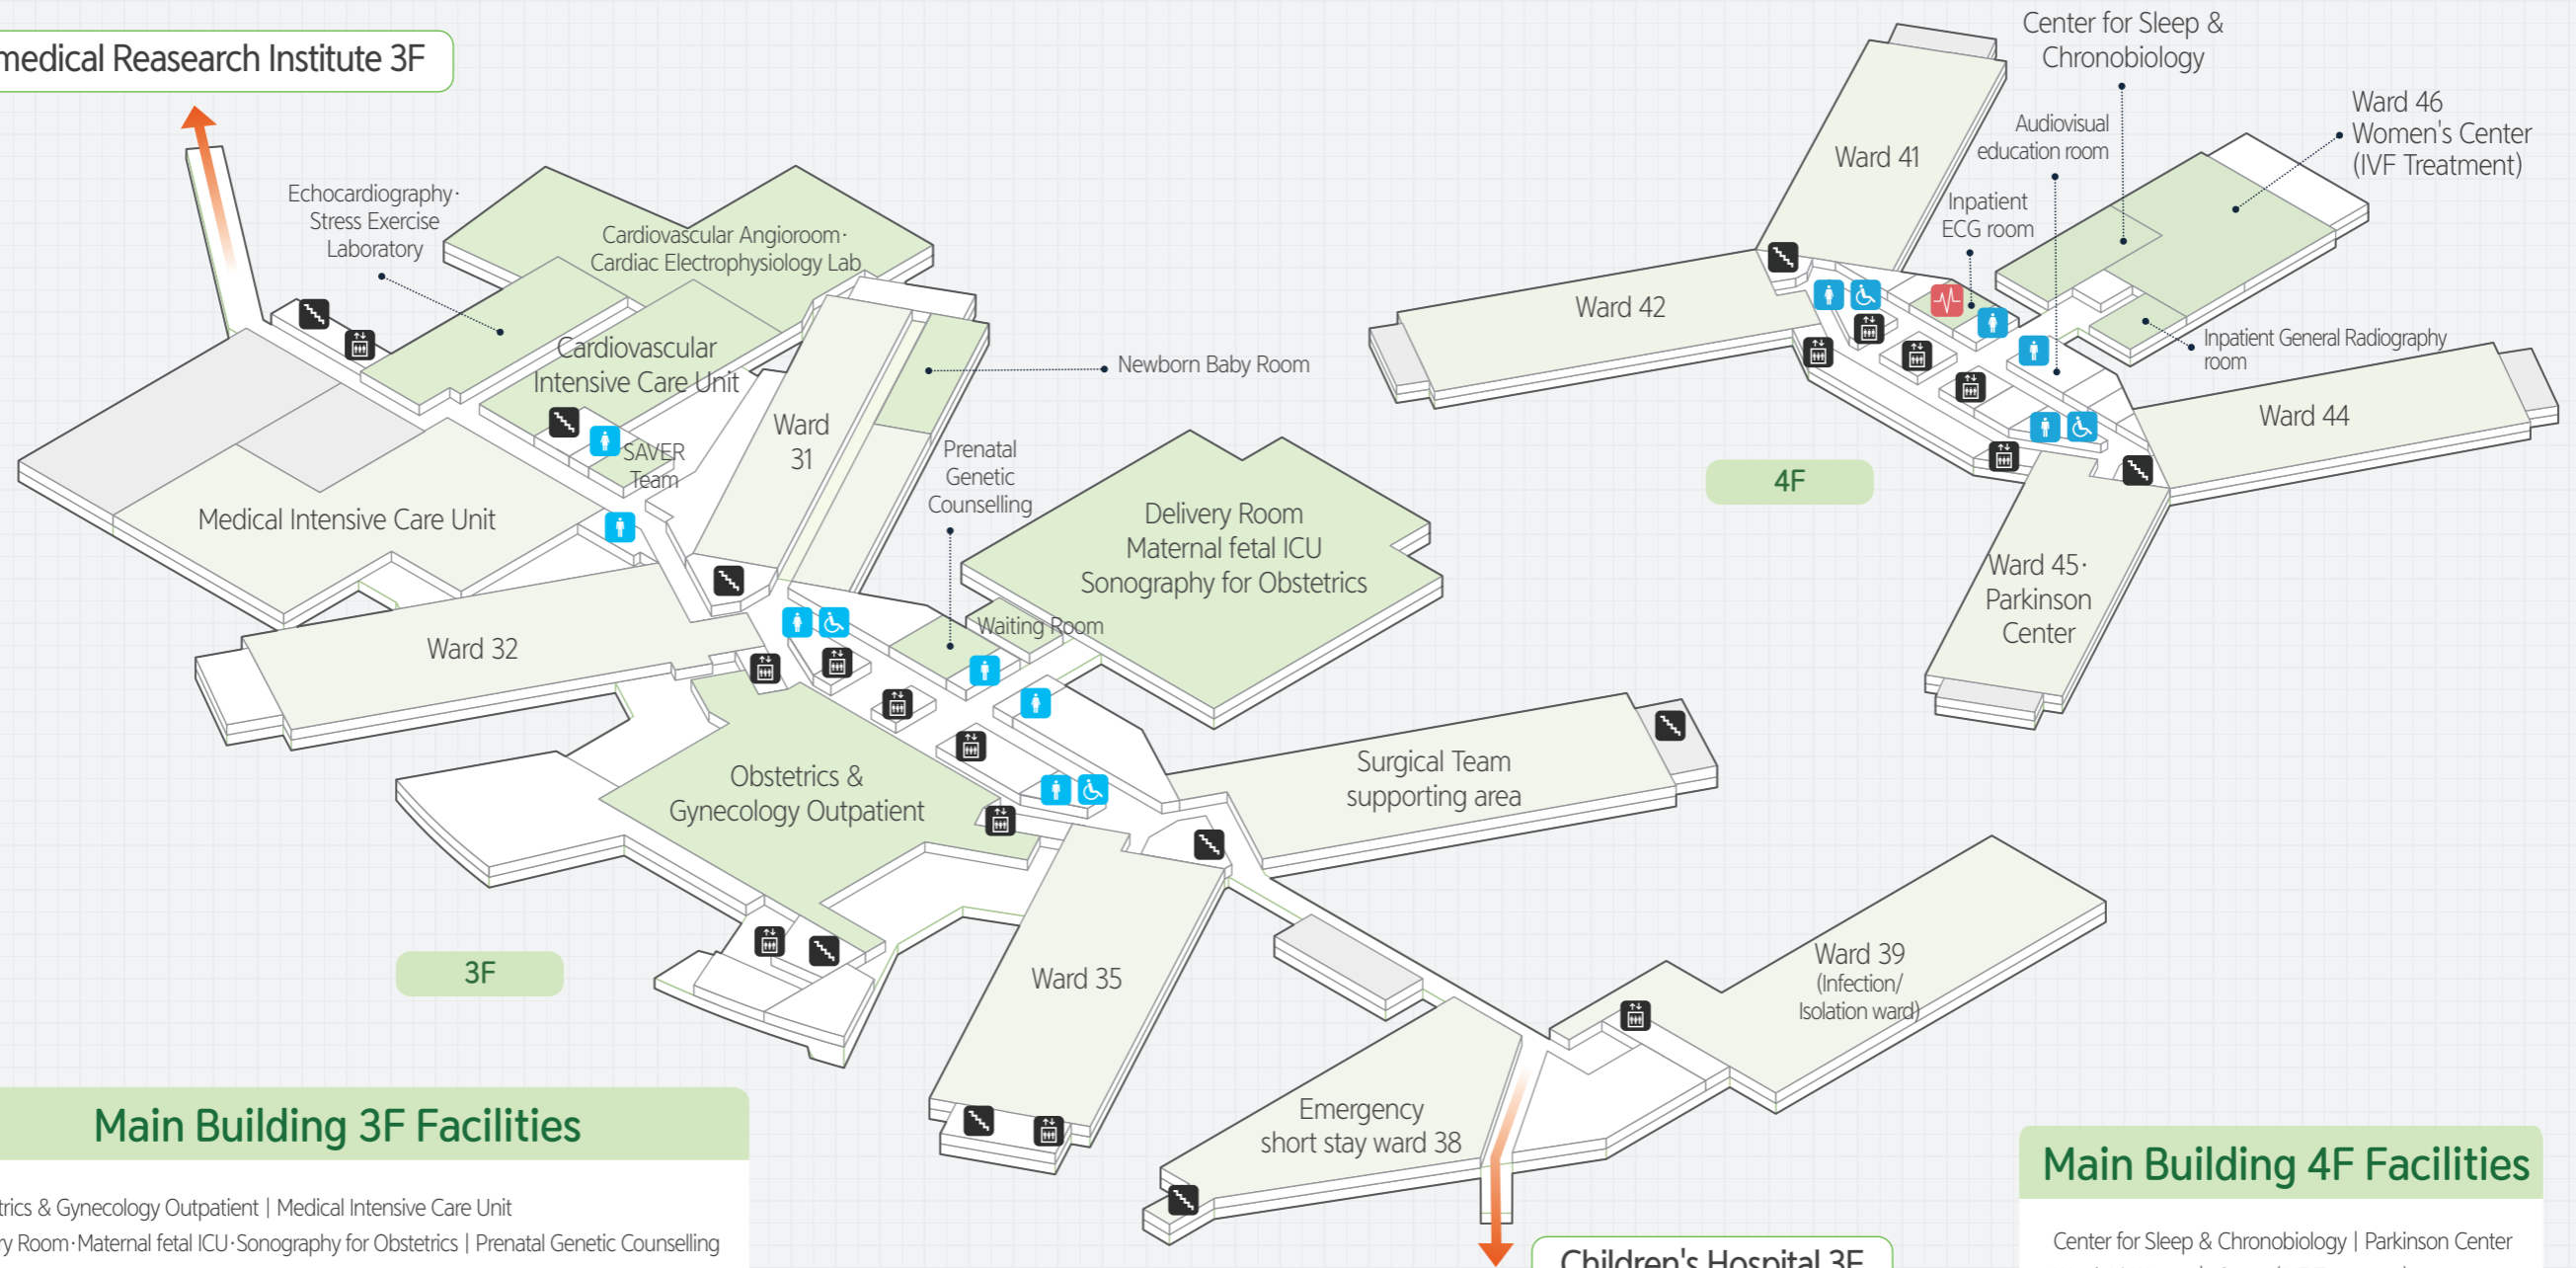 medical Reasearch Institute 3F
Echocardiography·
Stress Exercise
Laboratory
Cardiovascular Angioroom·
Cardiac Electrophysiology Lab
Cardiovascular
Intensive Care Unit
SAVER
Team
Medical Intensive Care Unit
Ward
31
Newborn Baby Room
Prenatal
Genetic
Counselling
Delivery Room
Maternal fetal ICU
Sonography for Obstetrics
Waiting Room
Ward 32
Obstetrics &
Gynecology Outpatient
Surgical Team
supporting area
Ward 35
3F
Emergency
short stay ward 38
Ward 39
(Infection/
Isolation ward)
Children's Hospital 3F
Center for Sleep &
Chronobiology
Ward 46
Women's Center
(IVF Treatment)
Audiovisual
education room
Inpatient
ECG room
Ward 41
Ward 42
Inpatient General Radiography
room
Ward 44
4F
Ward 45·
Parkinson
Center
Main Building 3F Facilities
trics & Gynecology Outpatient | Medical Intensive Care Unit
ry Room·Maternal fetal ICU·Sonography for Obstetrics | Prenatal Genetic Counselling
Main Building 4F Facilities
Center for Sleep & Chronobiology | Parkinson Center